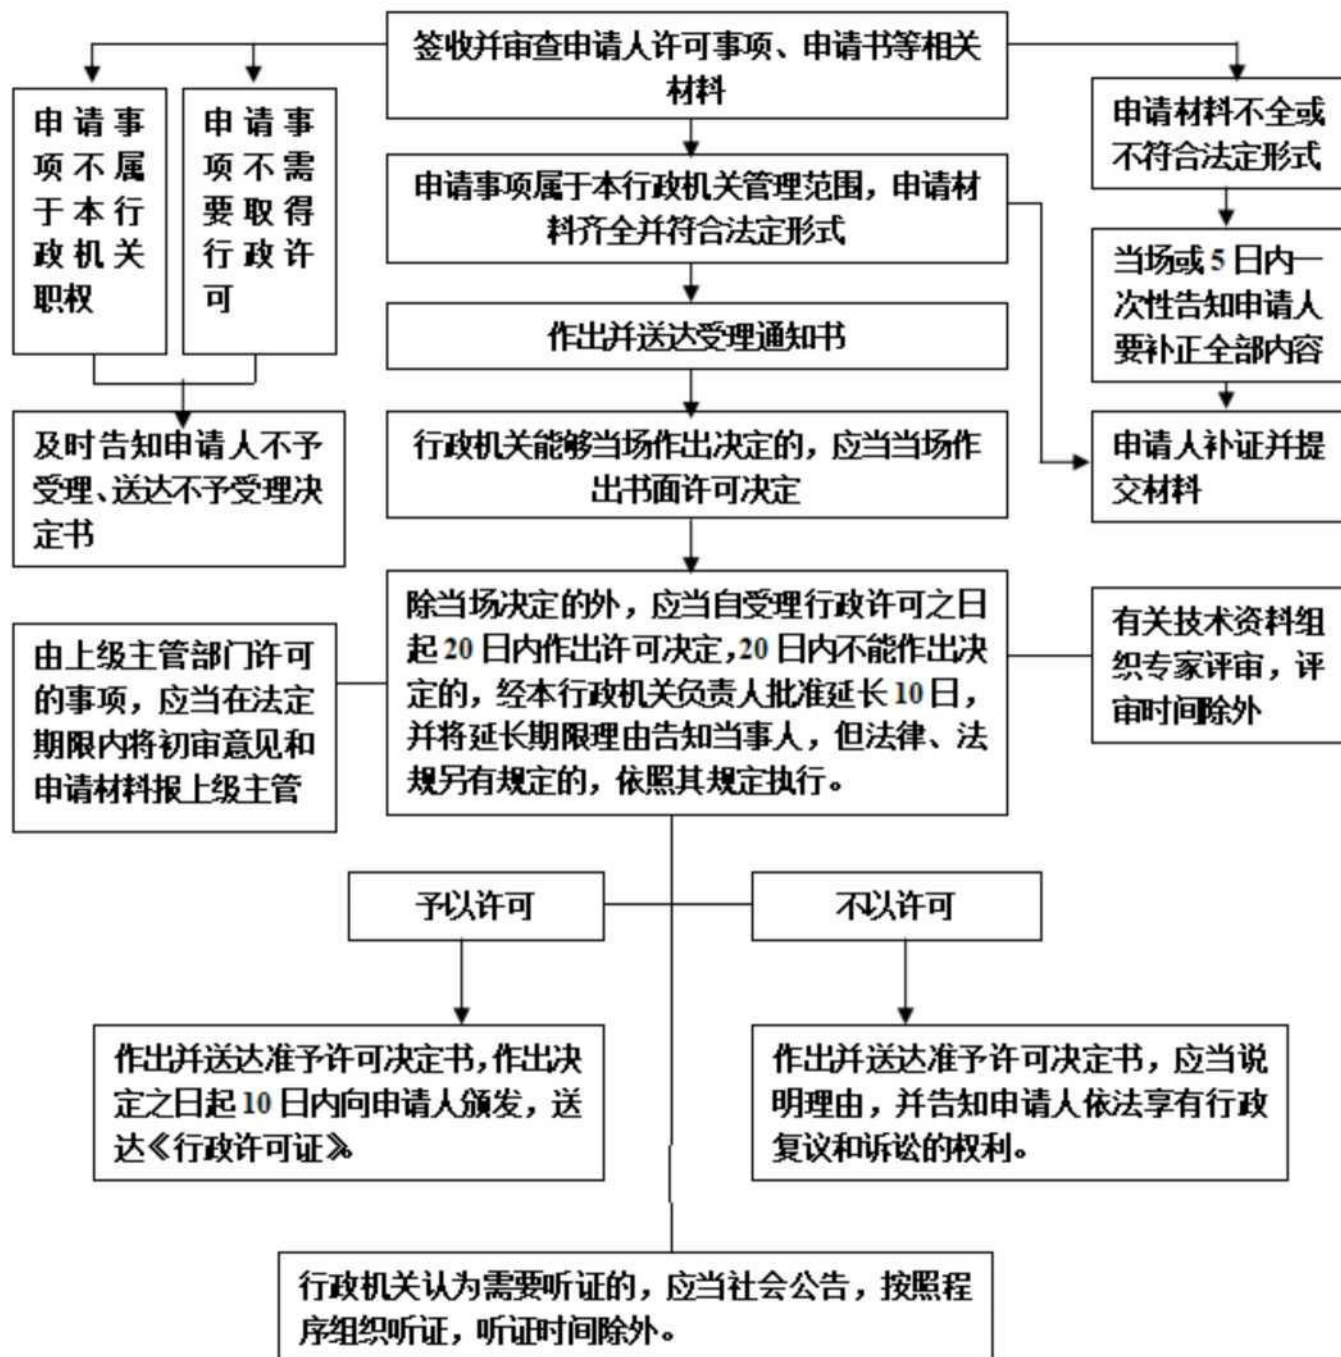 签收并审查申请人许可事项、申请书等相关
材料
申请事
项不属
于本行
政机关
职权
申请事
项不需
要取得
行政许
可
申请材料不全或
不符合法定形式
申请事项属于本行政机关管理范围，申请材
料齐全并符合法定形式
当场或5日内一
次性告知申请人
要补正全部内容
作出并送达受理通知书
及时告知申请人不予
受理、送达不予受理决
定书
行政机关能够当场作出决定的，应当当场作
出书面许可决定
申请人补证并提
交材料
由上级主管部门许可
的事项，应当在法定
期限内将初审意见和
申请材料报上级主管
除当场决定的外，应当自受理行政许可之日
起20日内作出许可决定，20日内不能作出决
定的，经本行政机关负责人批准延长10日，
并将延长期限理由告知当事人，但法律、法
规另有规定的，依照其规定执行。
有关技术资料组
织专家评审，评
审时间除外
予以许可
不以许可
作出并送达准予许可决定书，作出决
定之日起10日内向申请人颁发，送
达《行政许可证》。
作出并送达准予许可决定书，应当说
明理由，并告知申请人依法享有行政
复议和诉讼的权利。
行政机关认为需要听证的，应当社会公告，按照程
序组织听证，听证时间除外。